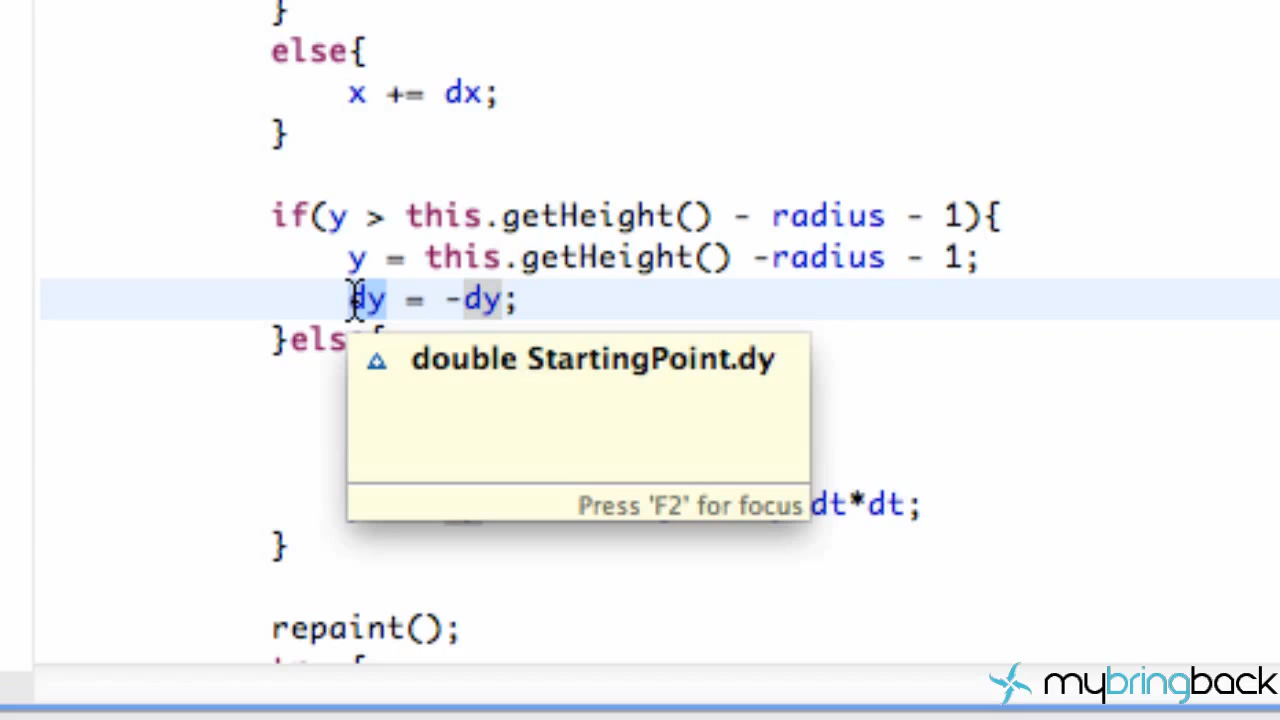 }
else{
x += dx;
}
if(y > this.getHeight() - radius - 1){
y = this.getHeight() -radius - 1;
dy = -dy;
}else{
double StartingPoint.dy
Press 'F2' for focus
dt*dt;
}
repaint();
mybringback